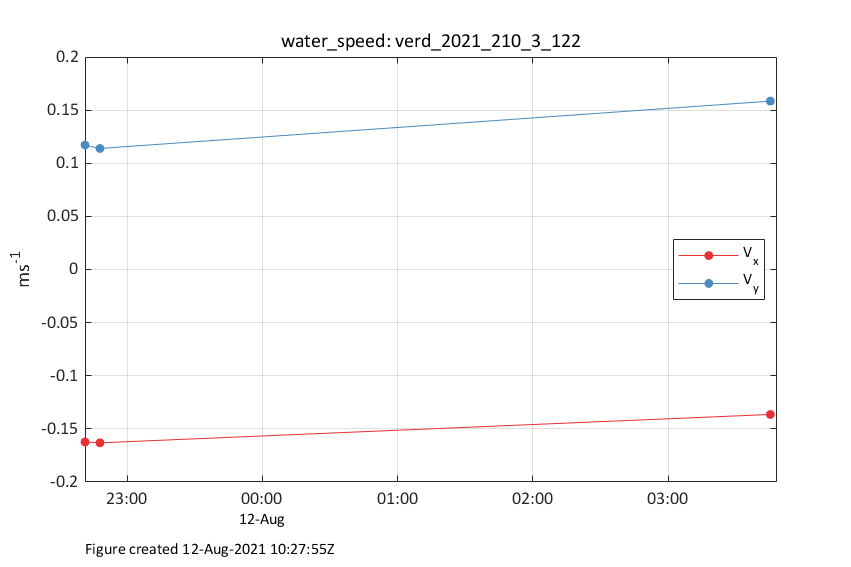 water_speed: verd_2021_210_3_122
0.2
0.15
0.1
0.05
0
-0.05
-0.1
-0.15
-0.2
ms-1
Vx
Vy
23:00 00:00 01:00 02:00 03:00
12-Aug
Figure created 12-Aug-2021 10:27:55Z